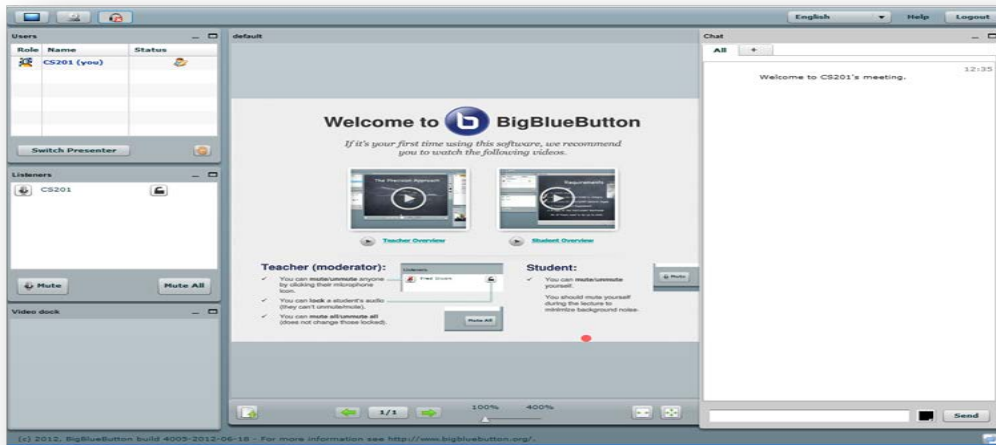 English Help Logout
Users
Role Name Status
CS201 (you)
Switch Presenter
Listeners
CS201
Mute Mute All
Video dock
default
Welcome to BigBlueButton
If it's your first time using this software, we recommend
you to watch the following videos.
Teacher Overview Student Overview
Teacher (moderator):
You can mute/unmute anyone
by clicking their microphone
icon.
You can lock a student's audio
(they can't unmute/mute).
You can mute all/unmute all
(does not change those locked).
Listeners
Mute All
Student:
You can mute/unmute
yourself.
You should mute yourself
during the lecture to
minimize background noise.
Mute
1/1 100% 400%
Chat
All +
12:35
Welcome to CS201's meeting.
Send
(c) 2012, BigBlueButton build 4005-2012-06-16 - For more information see http://www.bigbluebutton.org/.